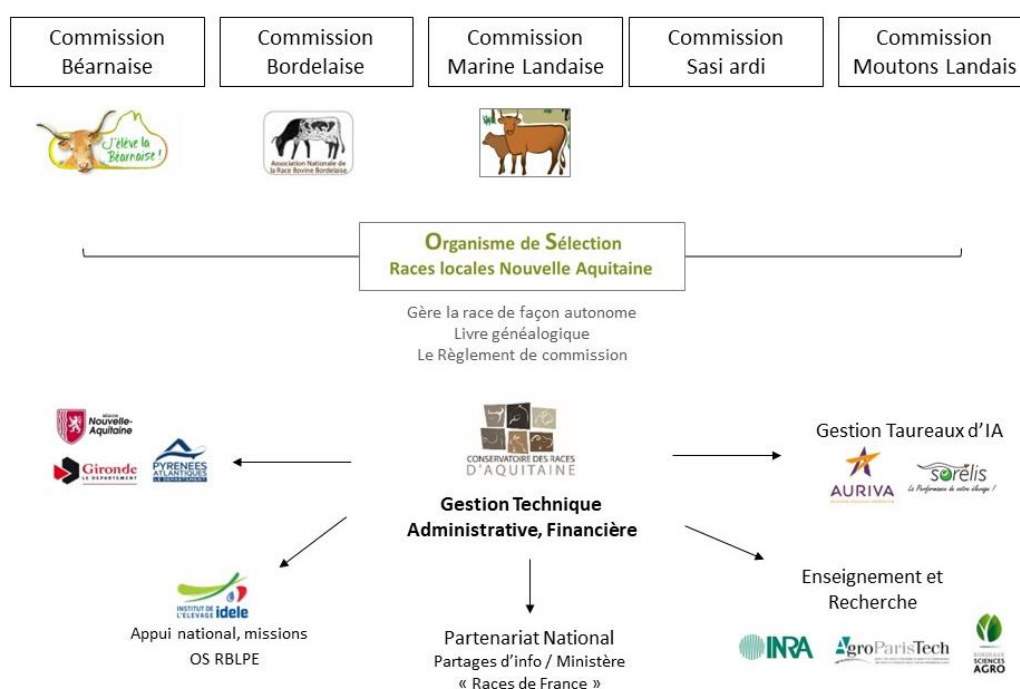 Commission
Béarnaise
Commission
Bordelaise
Commission
Marine Landaise
Commission
Sasi ardi
Commission
Moutons Landais
J'élève la
Béarnaise !
Association Nationale de
la Race Bovine Bordelaise
Organisme de Sélection
Races locales Nouvelle Aquitaine
Gère la race de façon autonome
Livre généalogique
Le Règlement de commission
RÉGION
Nouvelle-
Aquitaine
Gironde
LE DEPARTEMENT
PYRENEES
ATLANTIQUES
LE DEPARTEMENT
CONSERVATOIRE DES RACES
D'AQUITAINE
Gestion Technique
Administrative, Financière
Gestion Taureaux d'IA
AURIVA
sorélis
La Performance de votre élevage !
INSTITUT DE
L'ELEVAGE idele
Appui national, missions
OS RBLPE
Partenariat National
Partages d'info / Ministère
« Races de France »
Enseignement et
Recherche
INRA
AgroParisTech
BORDEAUX
SCIENCES
AGRO